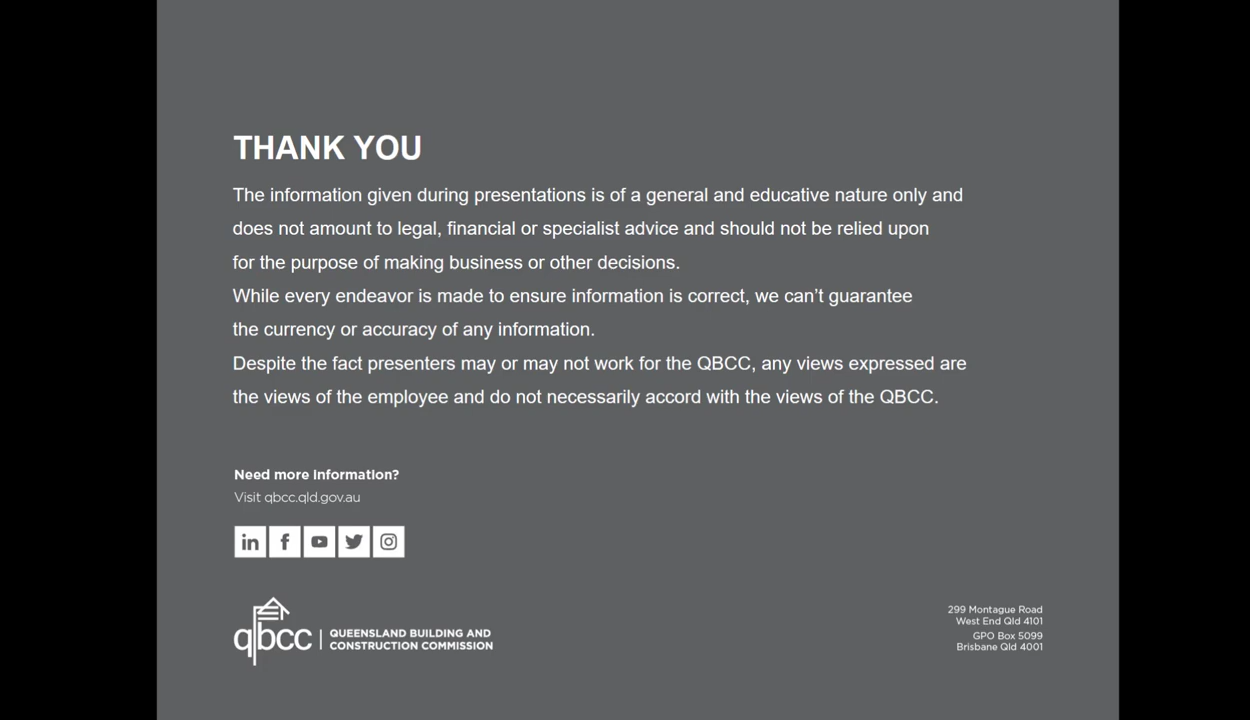 THANK YOU
The information given during presentations is of a general and educative nature only and
does not amount to legal, financial or specialist advice and should not be relied upon
for the purpose of making business or other decisions.
While every endeavor is made to ensure information is correct, we can’t guarantee
the currency or accuracy of any information.
Despite the fact presenters may or may not work for the QBCC, any views expressed are
the views of the employee and do not necessarily accord with the views of the QBCC.
Need more information?
Visit qbcc.qld.gov.au
in f
qbcc
QUEENSLAND BUILDING AND
CONSTRUCTION COMMISSION
299 Montague Road
West End Qld 4101
GPO Box 5099
Brisbane Qld 4001